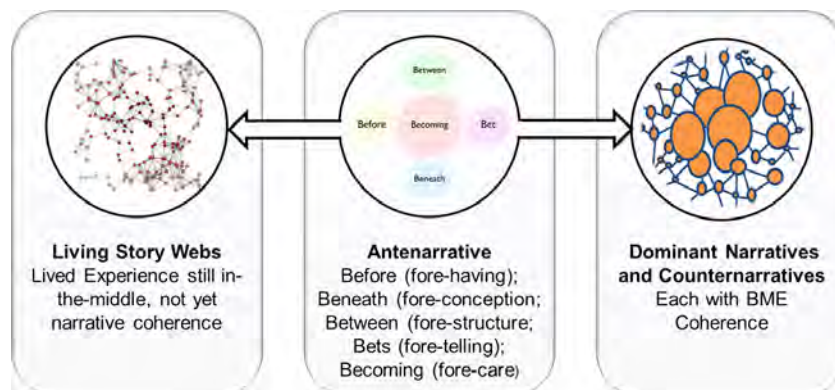 Between
Before
Becoming
Bet
Beneath
Living Story Webs
Lived Experience still in-
the-middle, not yet
narrative coherence
Antenarrative
Before (fore-having);
Beneath (fore-conception;
Between (fore-structure;
Bets (fore-telling);
Becoming (fore-care)
Dominant Narratives
and Counternarratives
Each with BME
Coherence